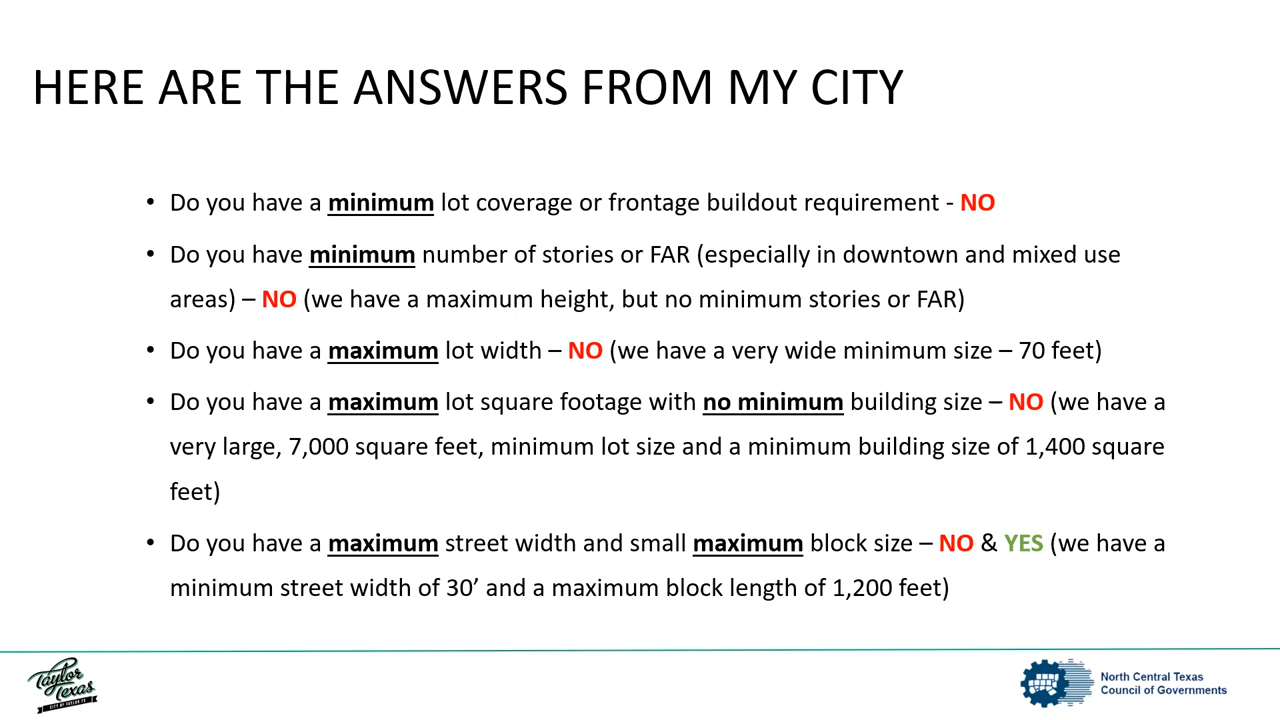 HERE ARE THE ANSWERS FROM MY CITY
• Do you have a minimum lot coverage or frontage buildout requirement - NO
• Do you have minimum number of stories or FAR (especially in downtown and mixed use
areas) – NO (we have a maximum height, but no minimum stories or FAR)
• Do you have a maximum lot width – NO (we have a very wide minimum size – 70 feet)
• Do you have a maximum lot square footage with no minimum building size – NO (we have a
very large, 7,000 square feet, minimum lot size and a minimum building size of 1,400 square
feet)
• Do you have a maximum street width and small maximum block size – NO & YES (we have a
minimum street width of 30’ and a maximum block length of 1,200 feet)
Taylor
Texas
CITY OF TAYLOR TX
North Central Texas
Council of Governments